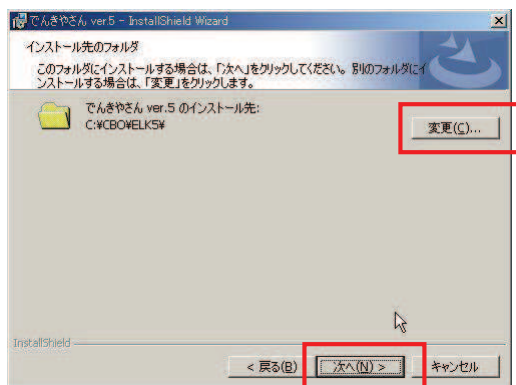 でんきやさん ver.5 - InstallShield Wizard
インストール先のフォルダ
このフォルダにインストールする場合は、「次へ」をクリックしてください。別のフォルダにイ
ンストールする場合は、「変更」をクリックします。
でんきやさん ver.5 のインストール先:
C:¥CBO¥ELK5¥
変更(C)...
InstallShield
< 戻る(B)
次へ(N) >
キャンセル